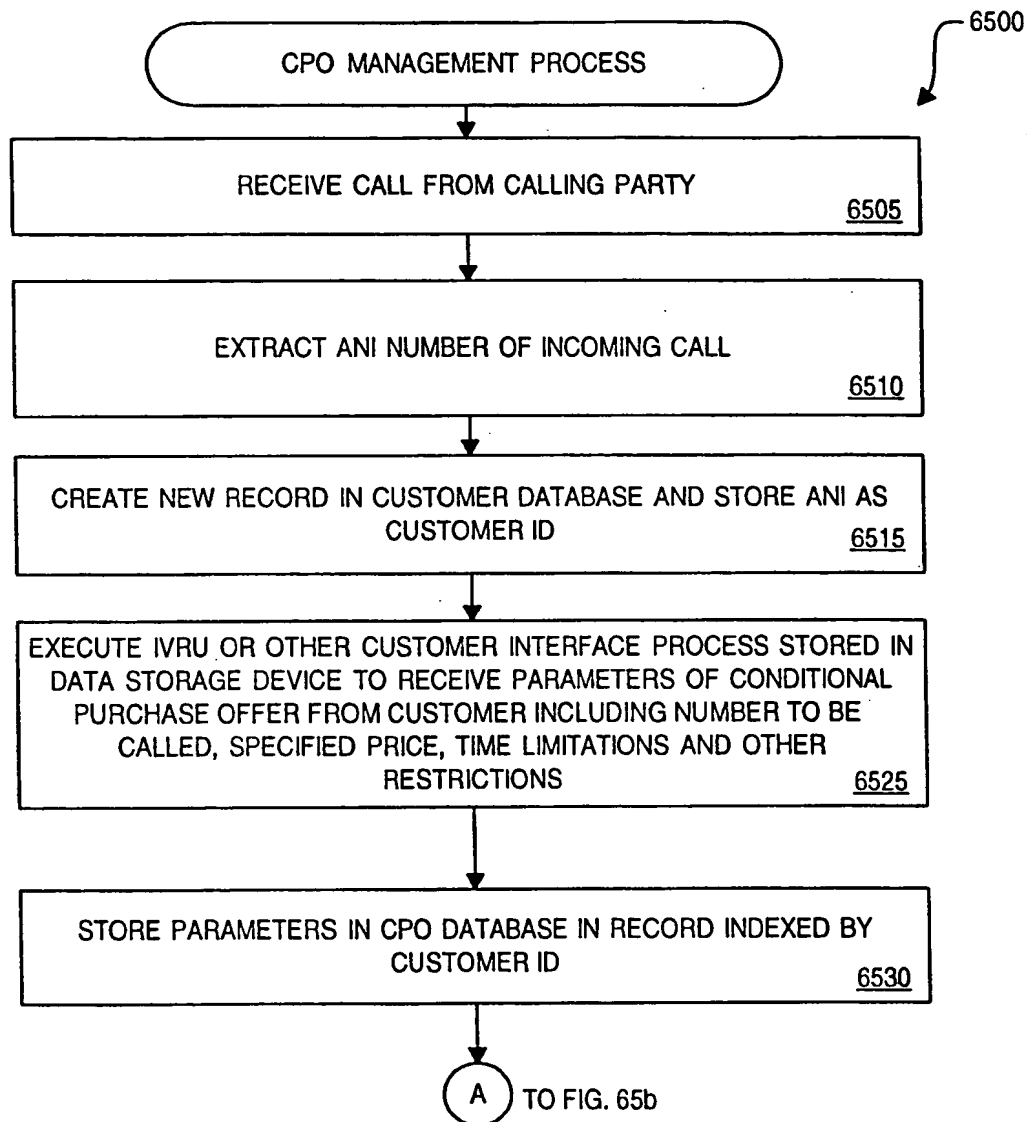 6500
CPO MANAGEMENT PROCESS
RECEIVE CALL FROM CALLING PARTY
6505
EXTRACT ANI NUMBER OF INCOMING CALL
6510
CREATE NEW RECORD IN CUSTOMER DATABASE AND STORE ANI AS
CUSTOMER ID
6515
EXECUTE IVRU OR OTHER CUSTOMER INTERFACE PROCESS STORED IN
DATA STORAGE DEVICE TO RECEIVE PARAMETERS OF CONDITIONAL
PURCHASE OFFER FROM CUSTOMER INCLUDING NUMBER TO BE
CALLED, SPECIFIED PRICE, TIME LIMITATIONS AND OTHER
RESTRICTIONS
6525
STORE PARAMETERS IN CPO DATABASE IN RECORD INDEXED BY
CUSTOMER ID
6530
A TO FIG. 65b